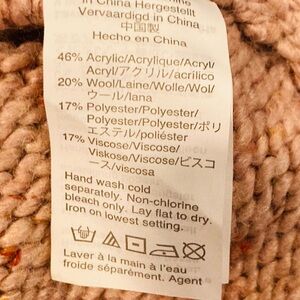 in China Hergestellt
Vervaardigd in China
中国製
Hecho en China
46% Acrylic/Acrylique/Acryl/
Acryl/アクリル/acrílico
20% Wool/Laine/Wolle/Wol/
ウール/lana
17% Polyester/Polyester/
Polyester/Polyester/ポリ
エステル/poliéster
17% Viscose/Viscose/
Viskose/Viscose/ビスコ
ース/viscosa
Hand wash cold
separately. Non-chlorine
bleach only. Lay flat to dry.
Iron on lowest setting.
Laver à la main à l'eau
froide séparément. Agent